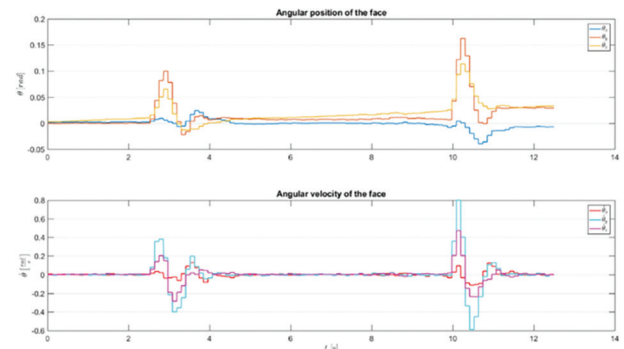 Angular position of the face
0.2
0.15
0.1
0.05
0
-0.05
θ [rad]
0 2 4 6 8 10 12 14
Angular velocity of the face
0.8
0.6
0.4
0.2
0
-0.2
-0.4
-0.6
0 2 4 6 8 10 12 14